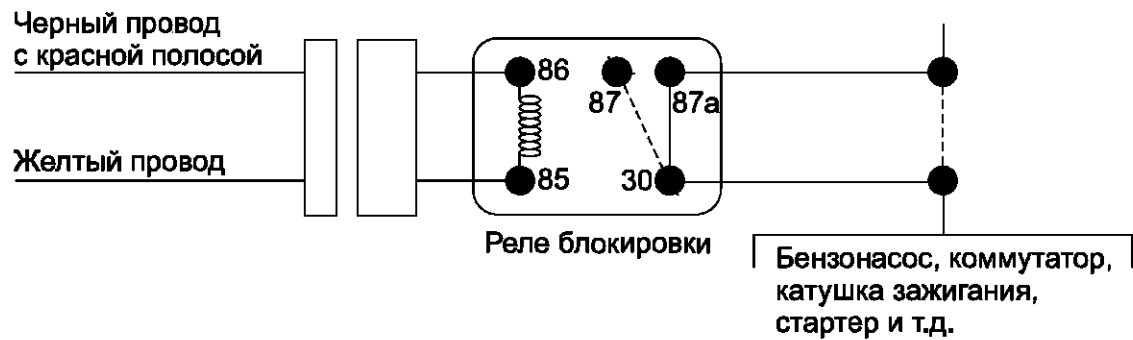 Черный провод
с красной полосой
86
87
87a
Желтый провод
85
30
Реле блокировки
Бензонасос, коммутатор,
катушка зажигания,
стартер и т.д.